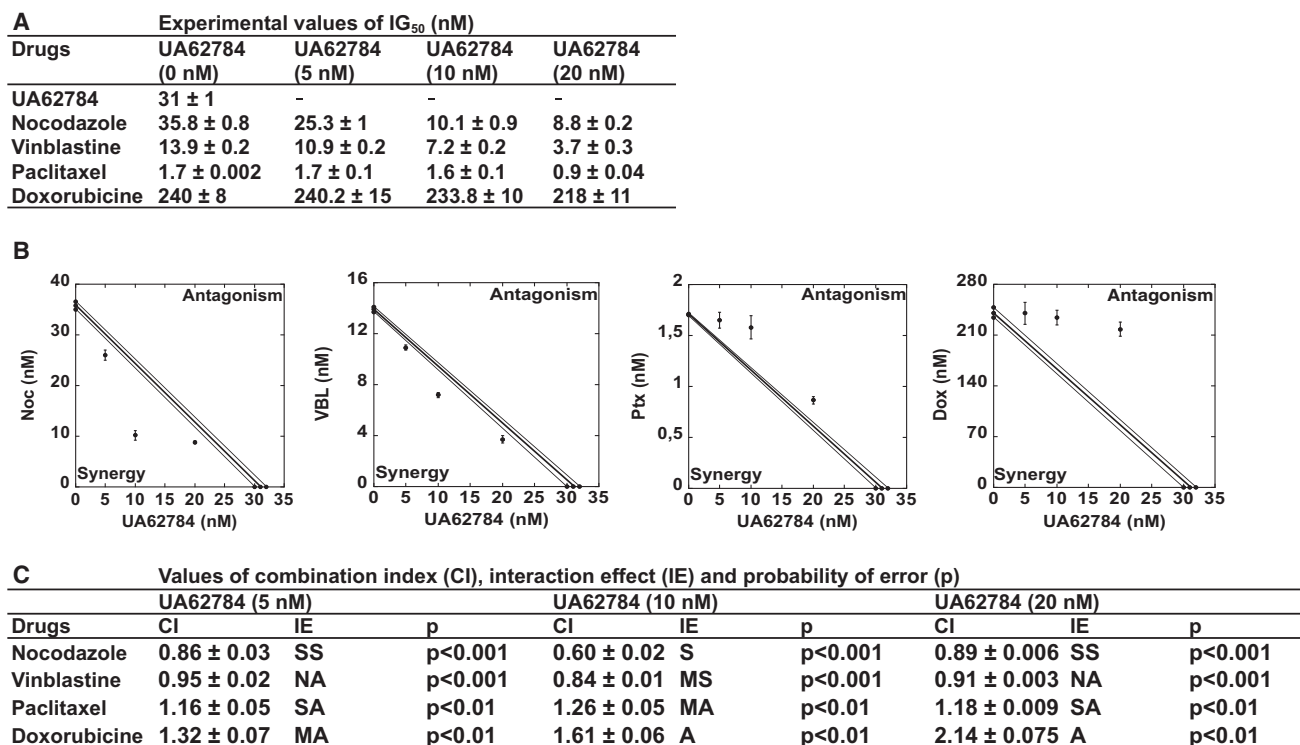 A Experimental values of IG50 (nM)
Drugs UA62784 (0 nM) UA62784 (5 nM) UA62784 (10 nM) UA62784 (20 nM)
UA62784 31 ± 1 - - -
Nocodazole 35.8 ± 0.8 25.3 ± 1 10.1 ± 0.9 8.8 ± 0.2
Vinblastine 13.9 ± 0.2 10.9 ± 0.2 7.2 ± 0.2 3.7 ± 0.3
Paclitaxel 1.7 ± 0.002 1.7 ± 0.1 1.6 ± 0.1 0.9 ± 0.04
Doxorubicine 240 ± 8 240.2 ± 15 233.8 ± 10 218 ± 11
B
Noc (nM)
40
30
20
10
0
Antagonism
Synergy
0 5 10 15 20 25 30 35
UA62784 (nM)
VBL (nM)
16
12
8
4
0
Antagonism
Synergy
0 5 10 15 20 25 30 35
UA62784 (nM)
Ptx (nM)
2
1,5
1
0,5
0
Antagonism
Synergy
0 5 10 15 20 25 30 35
UA62784 (nM)
Dox (nM)
280
210
140
70
0
Antagonism
Synergy
0 5 10 15 20 25 30 35
UA62784 (nM)
C Values of combination index (CI), interaction effect (IE) and probability of error (p)
UA62784 (5 nM) UA62784 (10 nM) UA62784 (20 nM)
Drugs CI IE p CI IE p CI IE p
Nocodazole 0.86 ± 0.03 SS p<0.001 0.60 ± 0.02 S p<0.001 0.89 ± 0.006 SS p<0.001
Vinblastine 0.95 ± 0.02 NA p<0.001 0.84 ± 0.01 MS p<0.001 0.91 ± 0.003 NA p<0.001
Paclitaxel 1.16 ± 0.05 SA p<0.01 1.26 ± 0.05 MA p<0.01 1.18 ± 0.009 SA p<0.01
Doxorubicine 1.32 ± 0.07 MA p<0.01 1.61 ± 0.06 A p<0.01 2.14 ± 0.075 A p<0.01